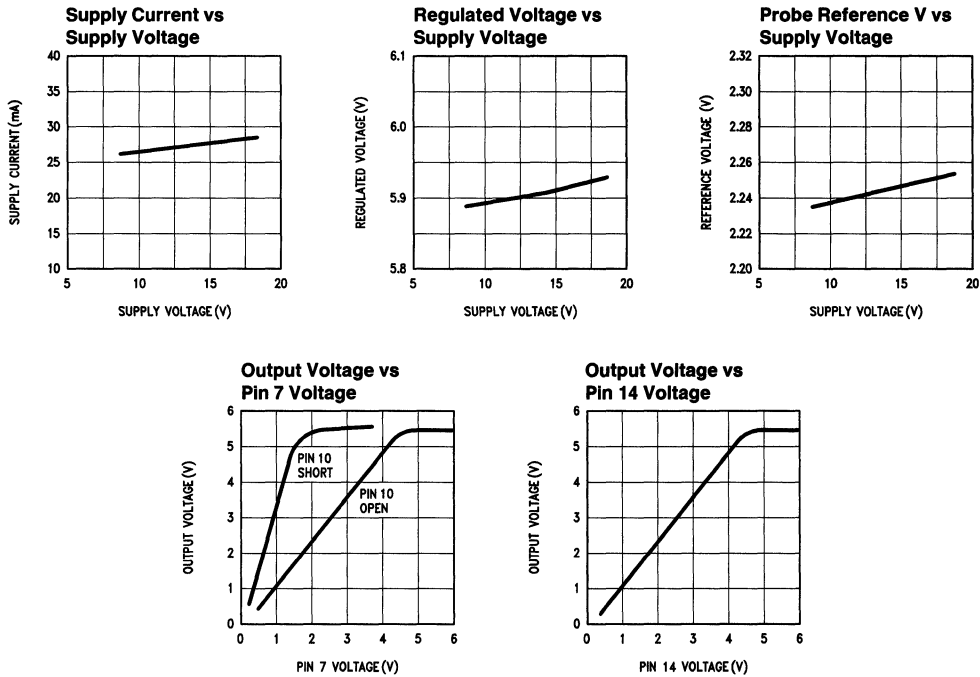 Supply Current vs
Supply Voltage
40
35
30
25
20
15
10
5
10
15
20
SUPPLY CURRENT (mA)
SUPPLY VOLTAGE (V)
Regulated Voltage vs
Supply Voltage
6.1
6.0
5.9
5.8
5
10
15
20
REGULATED VOLTAGE (V)
SUPPLY VOLTAGE (V)
Probe Reference V vs
Supply Voltage
2.32
2.30
2.28
2.26
2.24
2.22
2.20
5
10
15
20
REFERENCE VOLTAGE (V)
SUPPLY VOLTAGE (V)
Output Voltage vs
Pin 7 Voltage
6
5
4
3
2
1
0
0
1
2
3
4
5
6
PIN 10
SHORT
PIN 10
OPEN
OUTPUT VOLTAGE (V)
PIN 7 VOLTAGE (V)
Output Voltage vs
Pin 14 Voltage
6
5
4
3
2
1
0
0
1
2
3
4
5
6
OUTPUT VOLTAGE (V)
PIN 14 VOLTAGE (V)